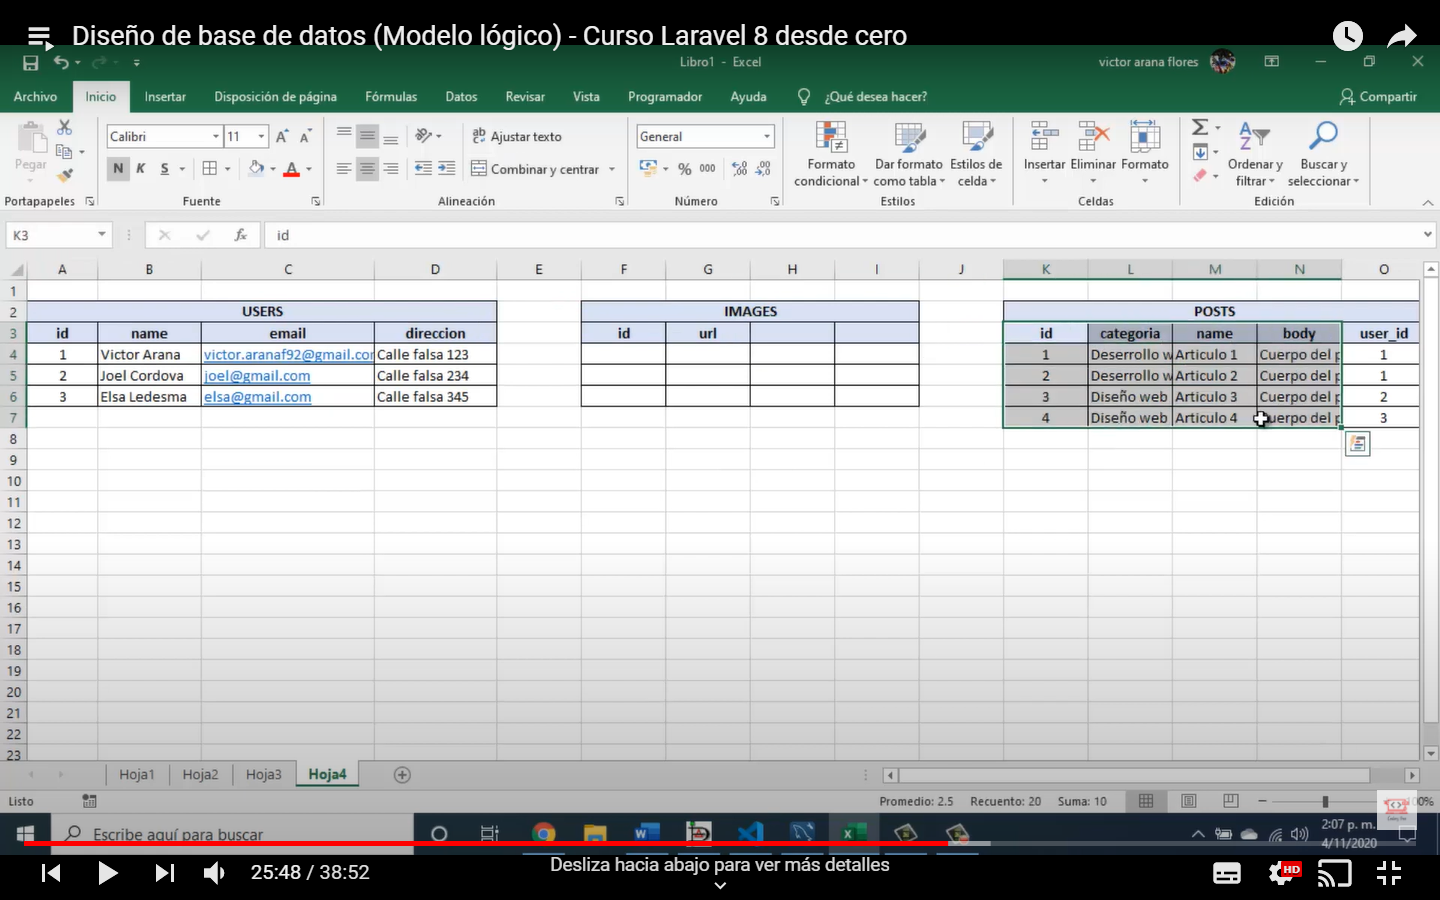 Diseño de base de datos (Modelo lógico) - Curso Laravel 8 desde cero
Libro1 - Excel
victor arana flores
Archivo Inicio Insertar Disposición de página Fórmulas Datos Revisar Vista Programador Ayuda ¿Qué desea hacer? Compartir
Pegar
Calibri 11
N K S
Ajustar texto
Combinar y centrar
General
% 000
Formato condicional
Dar formato como tabla
Estilos de celda
Insertar Eliminar Formato
Ordenar y filtrar
Buscar y seleccionar
Portapapeles Fuente Alineación Número Estilos Celdas Edición
K3 fx id
A B C D E F G H I J K L M N O
1
2 USERS IMAGES POSTS
3 id name email direccion id url id categoria name body user_id
4 1 Victor Arana victor.aranaf92@gmail.cor Calle falsa 123 1 Deserrollo w Articulo 1 Cuerpo del p 1
5 2 Joel Cordova joel@gmail.com Calle falsa 234 2 Deserrollo w Articulo 2 Cuerpo del p 1
6 3 Elsa Ledesma elsa@gmail.com Calle falsa 345 3 Diseño web Articulo 3 Cuerpo del p 2
7 4 Diseño web Articulo 4 Cuerpo del p 3
8
9
10
11
12
13
14
15
16
17
18
19
20
21
22
23
Hoja1 Hoja2 Hoja3 Hoja4
Listo Promedio: 2.5 Recuento: 20 Suma: 10 100%
Escribe aquí para buscar
2:07 p. m.
4/11/2020
25:48 / 38:52
Desliza hacia abajo para ver más detalles
HD